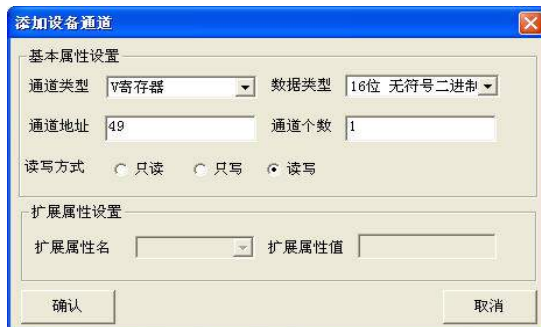 添加设备通道
基本属性设置
通道类型 V寄存器 数据类型 16位 无符号二进制
通道地址 49 通道个数 1
读写方式 只读 只写 读写
扩展属性设置
扩展属性名 扩展属性值
确认 取消